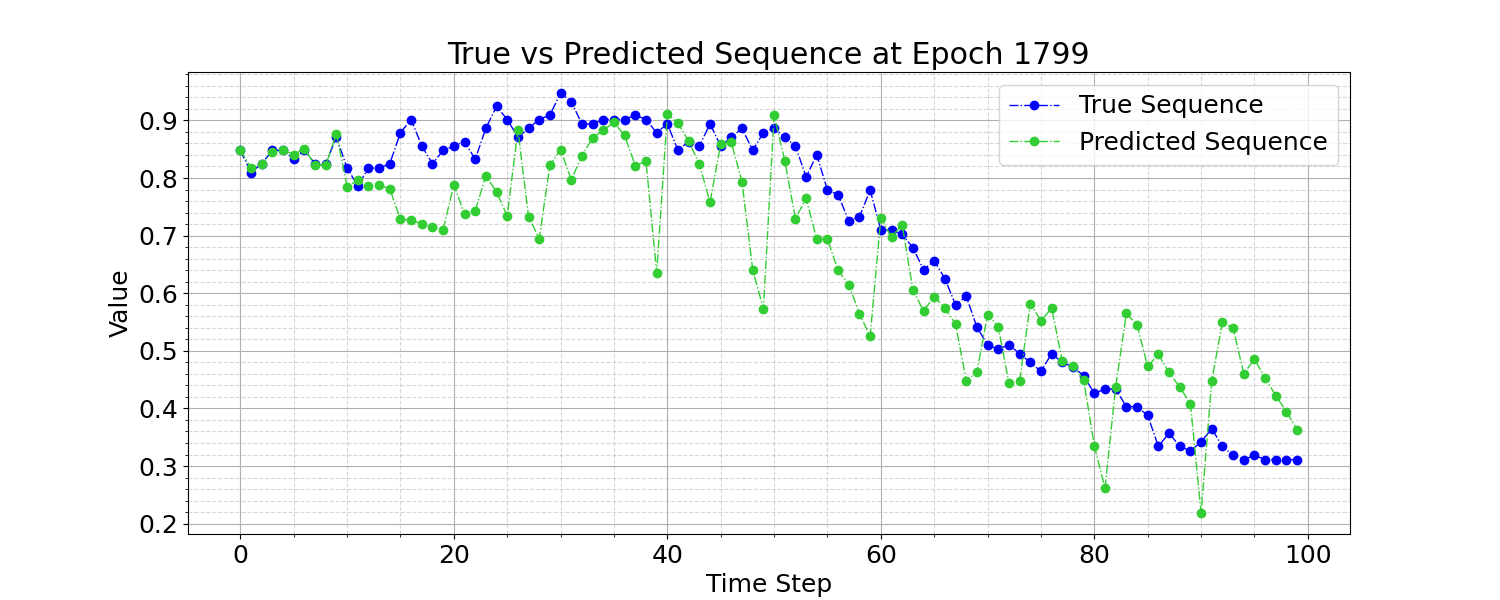 True vs Predicted Sequence at Epoch 1799
True Sequence
Predicted Sequence
Value
0.9
0.8
0.7
0.6
0.5
0.4
0.3
0.2
0 20 40 60 80 100
Time Step